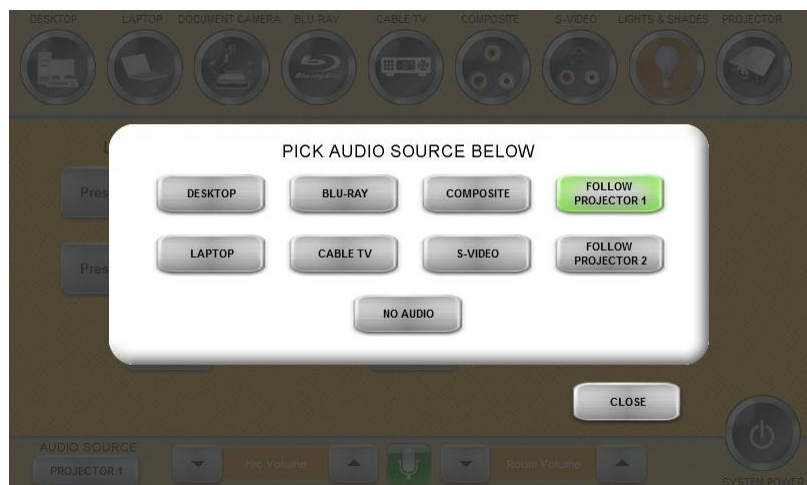 DESKTOP LAPTOP DOCUMENT CAMERA BLU-RAY CABLE TV COMPOSITE S-VIDEO LIGHTS & SHADES PROJECTOR
PICK AUDIO SOURCE BELOW
DESKTOP BLU-RAY COMPOSITE FOLLOW
PROJECTOR 1
Pres
LAPTOP CABLE TV S-VIDEO FOLLOW
PROJECTOR 2
Pres
NO AUDIO
CLOSE
AUDIO SOURCE
PROJECTOR 1 Mic Volume Room Volume
SYSTEM POWER